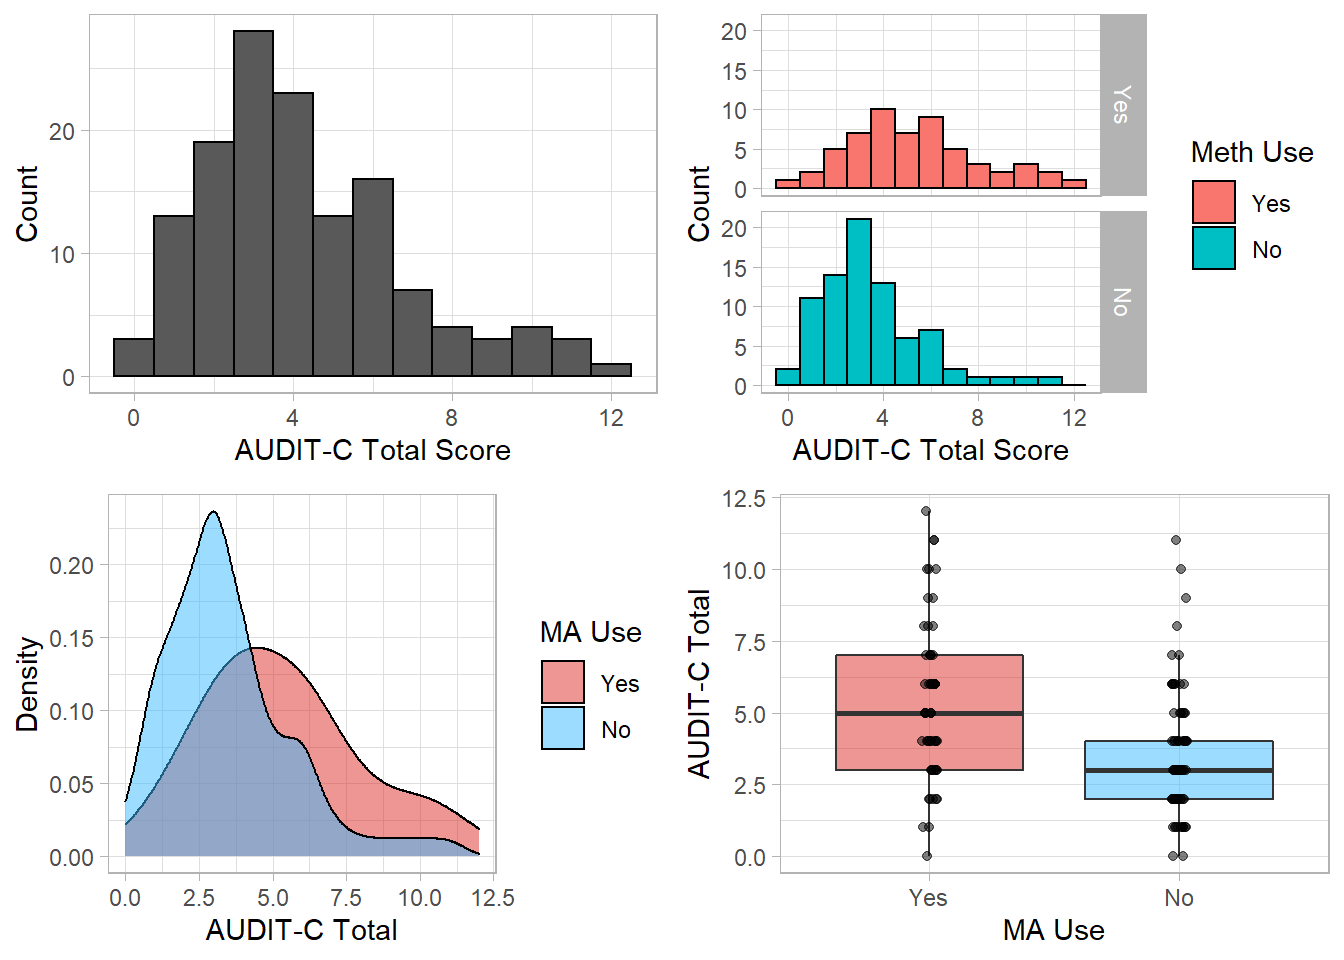 Count
20
10
0
0 4 8 12
AUDIT-C Total Score
Count
20
15
10
5
0
Yes
20
15
10
5
0
No
0 4 8 12
AUDIT-C Total Score
Meth Use
Yes
No
Density
0.20
0.15
0.10
0.05
0.00
0.0 2.5 5.0 7.5 10.0 12.5
AUDIT-C Total
MA Use
Yes
No
AUDIT-C Total
12.5
10.0
7.5
5.0
2.5
0.0
Yes No
MA Use